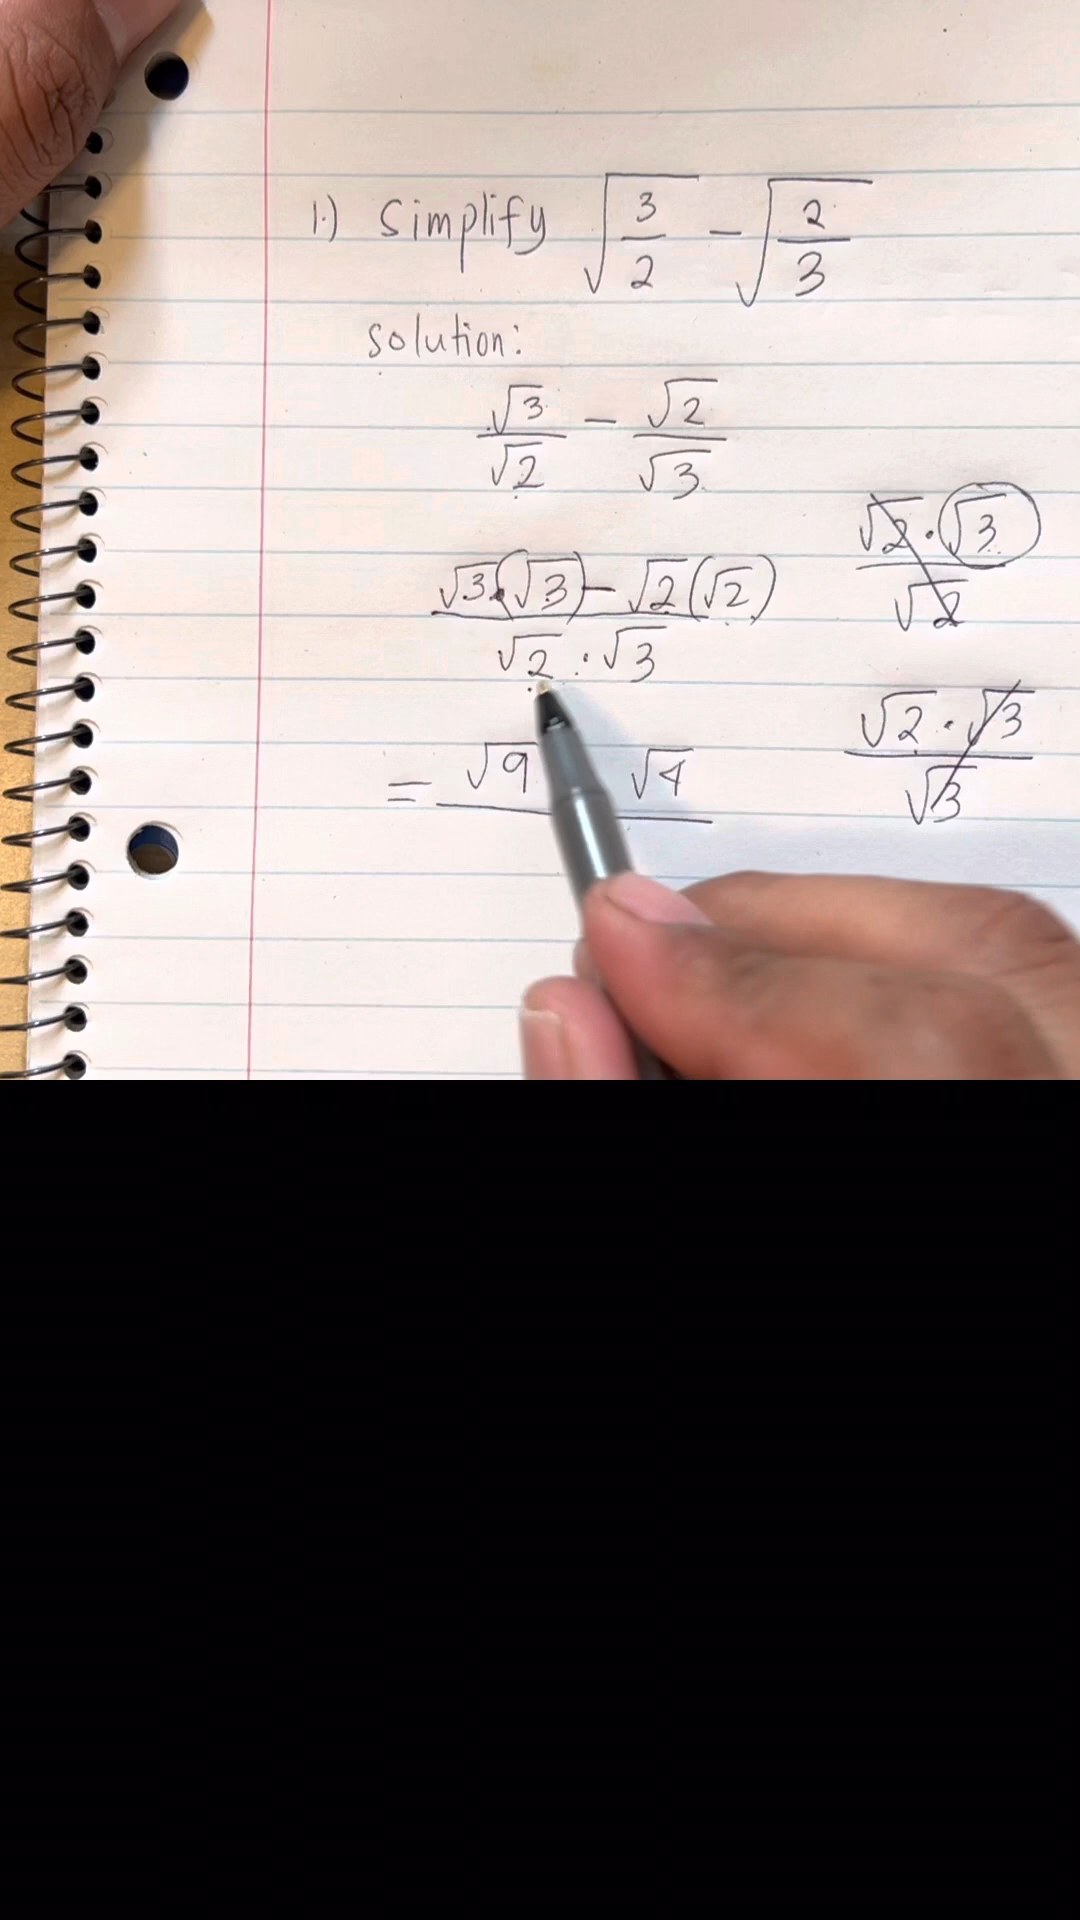 1.) Simplify √(3/2) - √(2/3)
solution:
√3/√2 - √2/√3
(√3·(√3) - √2(√2))/(√2 · √3)
= (√9 √4)/
(√2 · √3)/√2
(√2 · √3)/√3